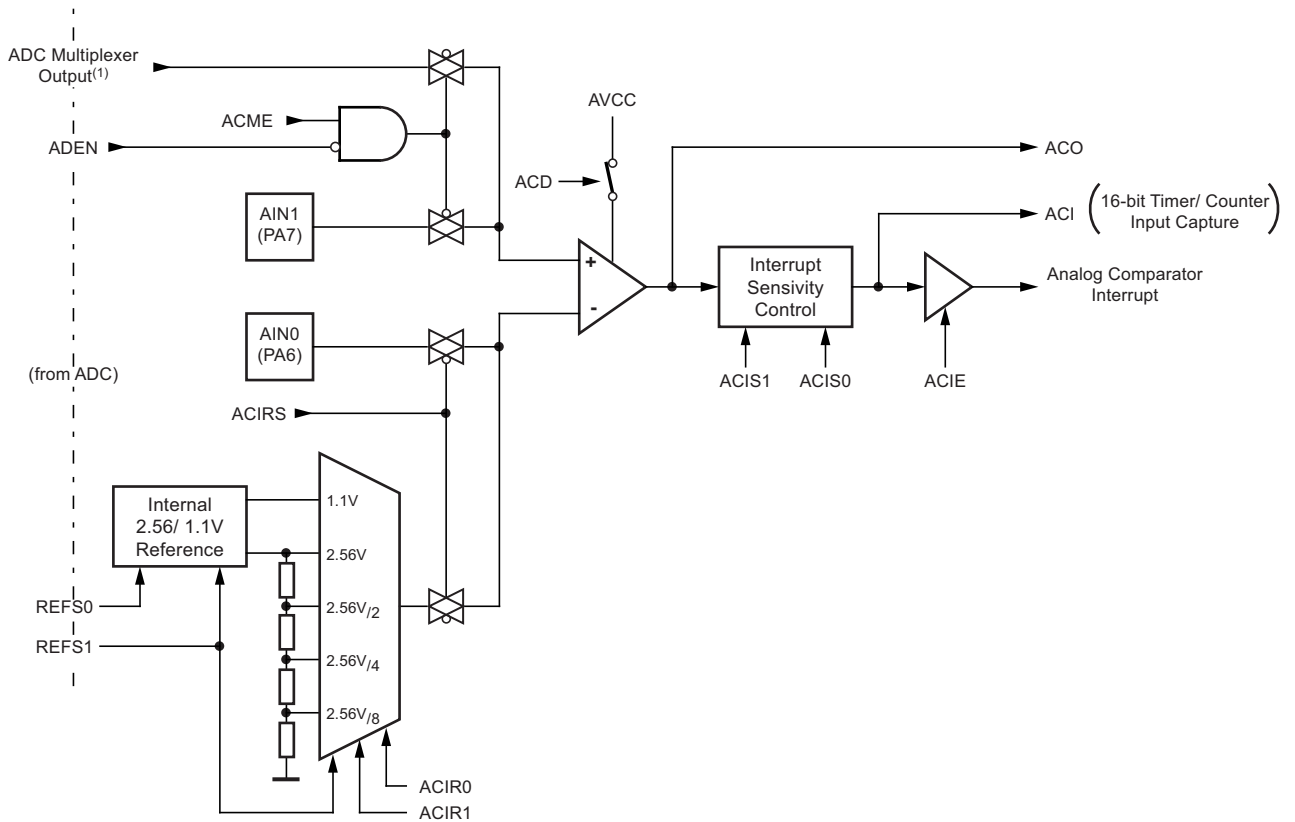 ADC Multiplexer
Output(1)
AVCC
ACME
ADEN
ACO
ACD
AIN1
(PA7)
ACI
(16-bit Timer/ Counter
Input Capture)
+
-
Interrupt
Sensivity
Control
Analog Comparator
Interrupt
AIN0
(PA6)
(from ADC)
ACIS1
ACIS0
ACIE
ACIRS
Internal
2.56/ 1.1V
Reference
1.1V
2.56V
2.56V/2
2.56V/4
2.56V/8
REFS0
REFS1
ACIR0
ACIR1